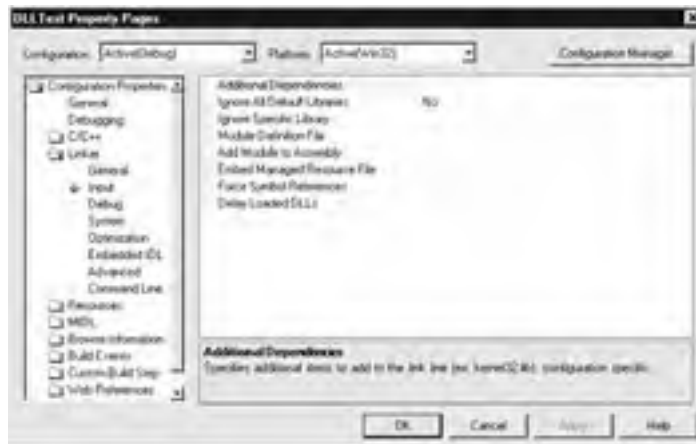 DLLTest Property Pages
Configuration: Active(Debug) Platform: Active(Win32) Configuration Manager...
Configuration Properties
General
Debugging
C/C++
Linker
General
Input
Debug
System
Optimization
Embedded IDL
Advanced
Command Line
Resources
MIDL
Browse Information
Build Events
Custom Build Step
Web References
Additional Dependencies
Ignore All Default Libraries No
Ignore Specific Library
Module Definition File
Add Module to Assembly
Embed Managed Resource File
Force Symbol References
Delay Loaded DLLs
Additional Dependencies
Specifies additional items to add to the link line (ex: kernel32.lib); configuration specific.
OK Cancel Apply Help